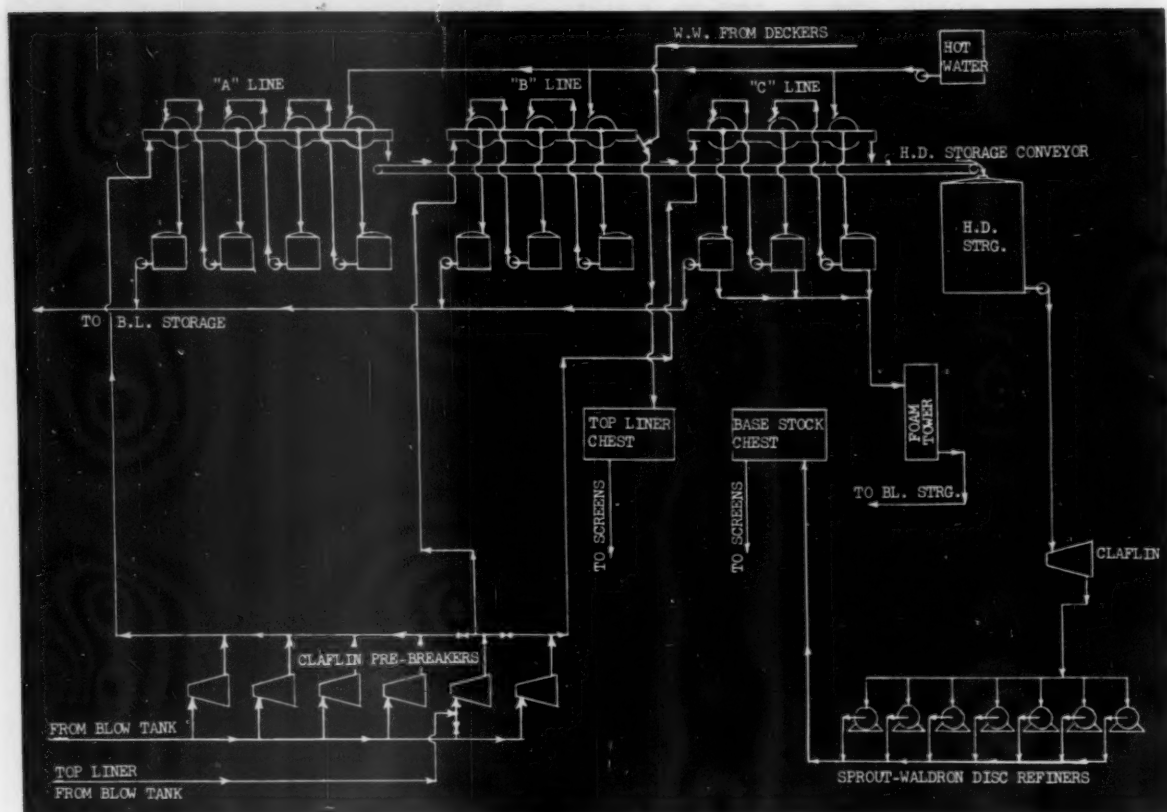 W.W. FROM DECKERS
HOT
WATER
"A" LINE
"B" LINE
"C" LINE
H.D. STORAGE CONVEYOR
H.D.
STRG.
TO B.L. STORAGE
TOP LINER
CHEST
BASE STOCK
CHEST
FOAM
TOWER
TO SCREENS
TO SCREENS
TO BL. STRG.
CLAFLIN
CLAFLIN PRE-BREAKERS
FROM BLOW TANK
TOP LINER
FROM BLOW TANK
SPROUT-WALDRON DISC REFINERS